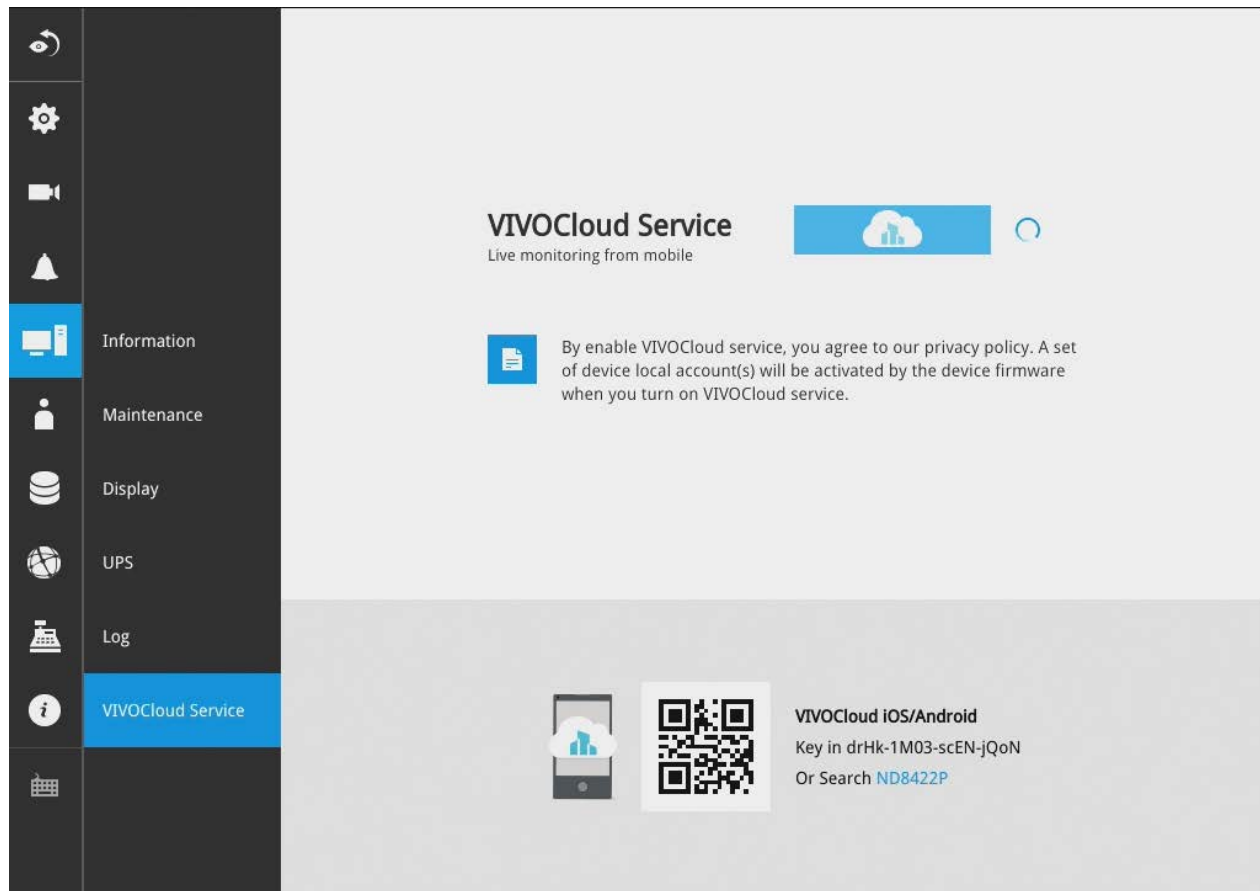 Information
Maintenance
Display
UPS
Log
VIVOCloud Service
VIVOCloud Service
Live monitoring from mobile
By enable VIVOCloud service, you agree to our privacy policy. A set
of device local account(s) will be activated by the device firmware
when you turn on VIVOCloud service.
VIVOCloud iOS/Android
Key in drHk-1M03-scEN-jQoN
Or Search ND8422P